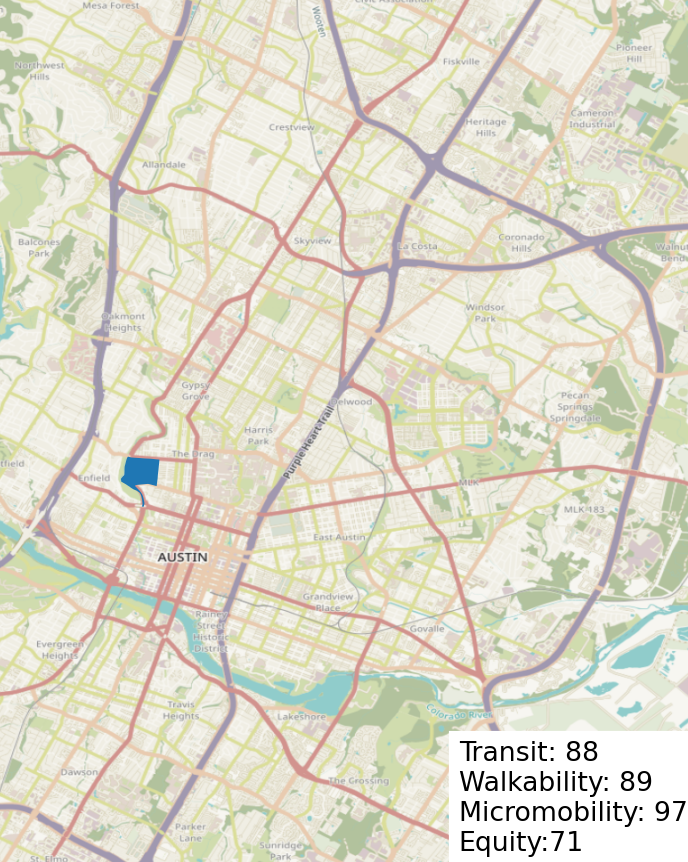 Mesa Forest
Wooten
Civic Association
Fiskville
Pioneer
Hill
Northwest
Hills
Crestview
Heritage
Hills
Cameron
Industrial
Allandale
Balcones
Park
Skyview
La Costa
Coronado
Hills
Walnut
Bend
Oakmont
Heights
Windsor
Park
Gypsy
Grove
Delwood
Pecan
Springs
Springdale
Harris
Park
Purple Heart Trail
The Drag
tfield
Enfield
MLK
MLK-183
East Austin
AUSTIN
Grandview
Place
Rainey
Street
Historic
District
Govalle
Evergreen
Heights
Travis
Heights
Lakeshore
Colorado River
Dawson
The Grossing
Parker
Lane
Sunridge
Park
St. Elmo
Transit: 88
Walkability: 89
Micromobility: 97
Equity:71